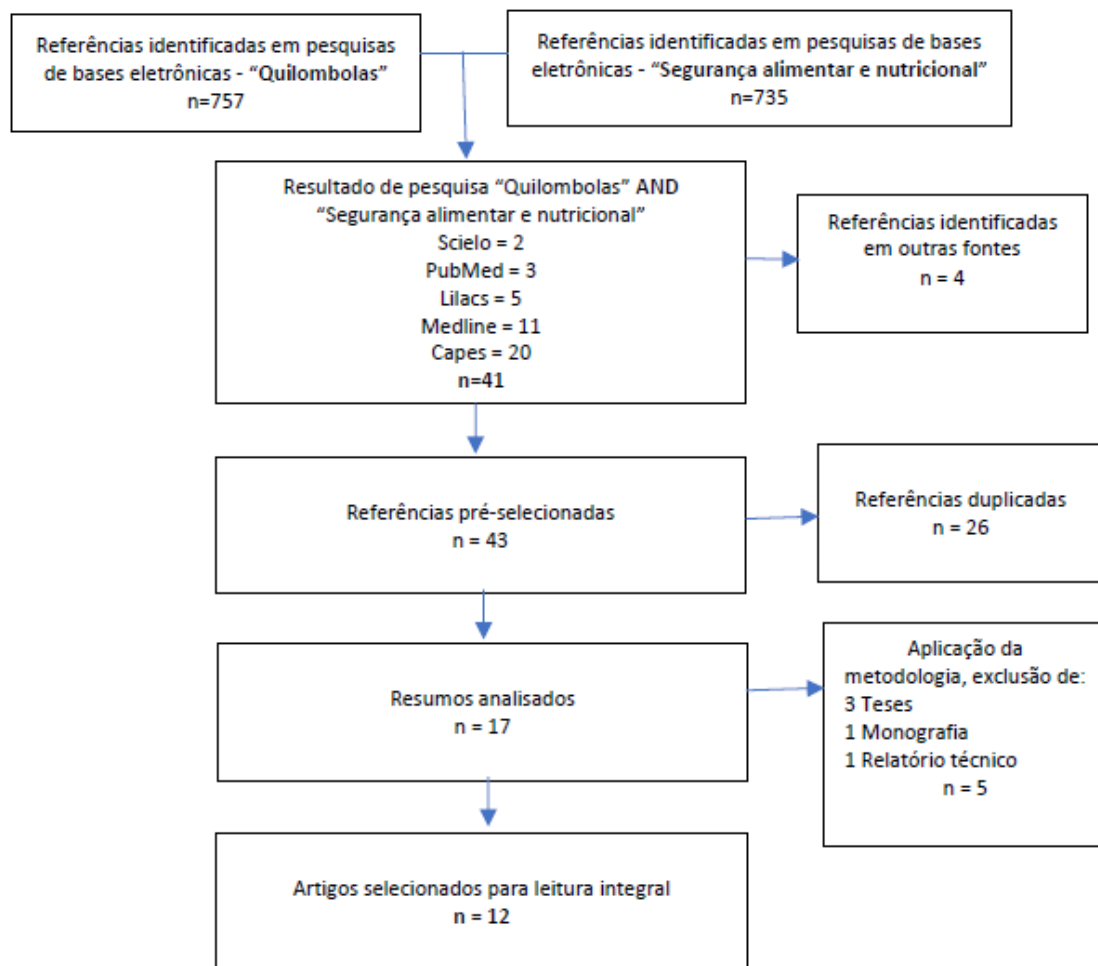 Referências identificadas em pesquisas
de bases eletrônicas - “Quilombolas”
n=757
Referências identificadas em pesquisas de bases
eletrônicas - “Segurança alimentar e nutricional”
n=735
Resultado de pesquisa “Quilombolas” AND
“Segurança alimentar e nutricional”
Scielo = 2
PubMed = 3
Lilacs = 5
Medline = 11
Capes = 20
n=41
Referências identificadas
em outras fontes
n = 4
Referências pré-selecionadas
n = 43
Referências duplicadas
n = 26
Resumos analisados
n = 17
Aplicação da
metodologia, exclusão de:
3 Teses
1 Monografia
1 Relatório técnico
n = 5
Artigos selecionados para leitura integral
n = 12